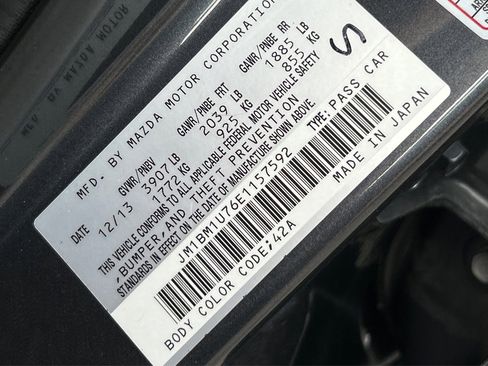 MFD. BY MAZDA MOTOR CORPORATION
GVWR/PNBV GAWR/PNBE FRT GAWR/PNBE RR
DATE 12/13 3907 LB 2039 LB 1885 LB
1772 KG 925 KG 855 KG
THIS VEHICLE CONFORMS TO ALL APPLICABLE FEDERAL MOTOR VEHICLE SAFETY
, BUMPER, AND THEFT PREVENTION
STANDARDS IN EFFECT ON THE DATE OF MANUFACTURE SHOWN ABOVE.
JM1BM1U76E1157592 TYPE: PASS CAR
BODY COLOR CODE; 42A MADE IN JAPAN
S